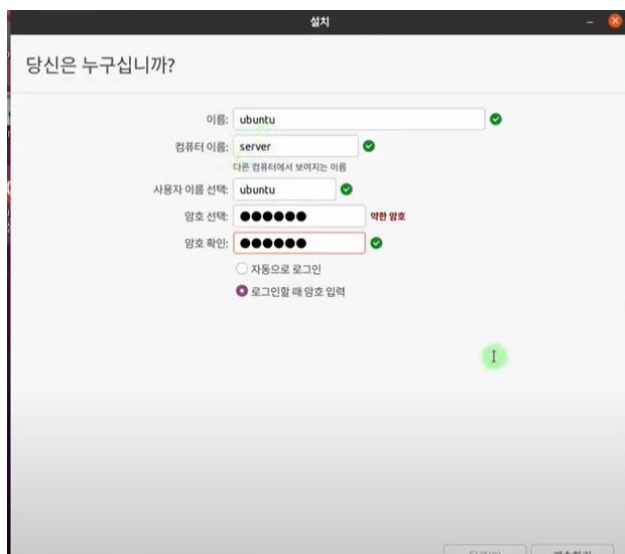 설치
당신은 누구십니까?
이름: ubuntu
컴퓨터 이름: server
다른 컴퓨터에서 보여지는 이름
사용자 이름 선택: ubuntu
암호 선택: ●●●●●● 약한 암호
암호 확인: ●●●●●●
자동으로 로그인
로그인할 때 암호 입력